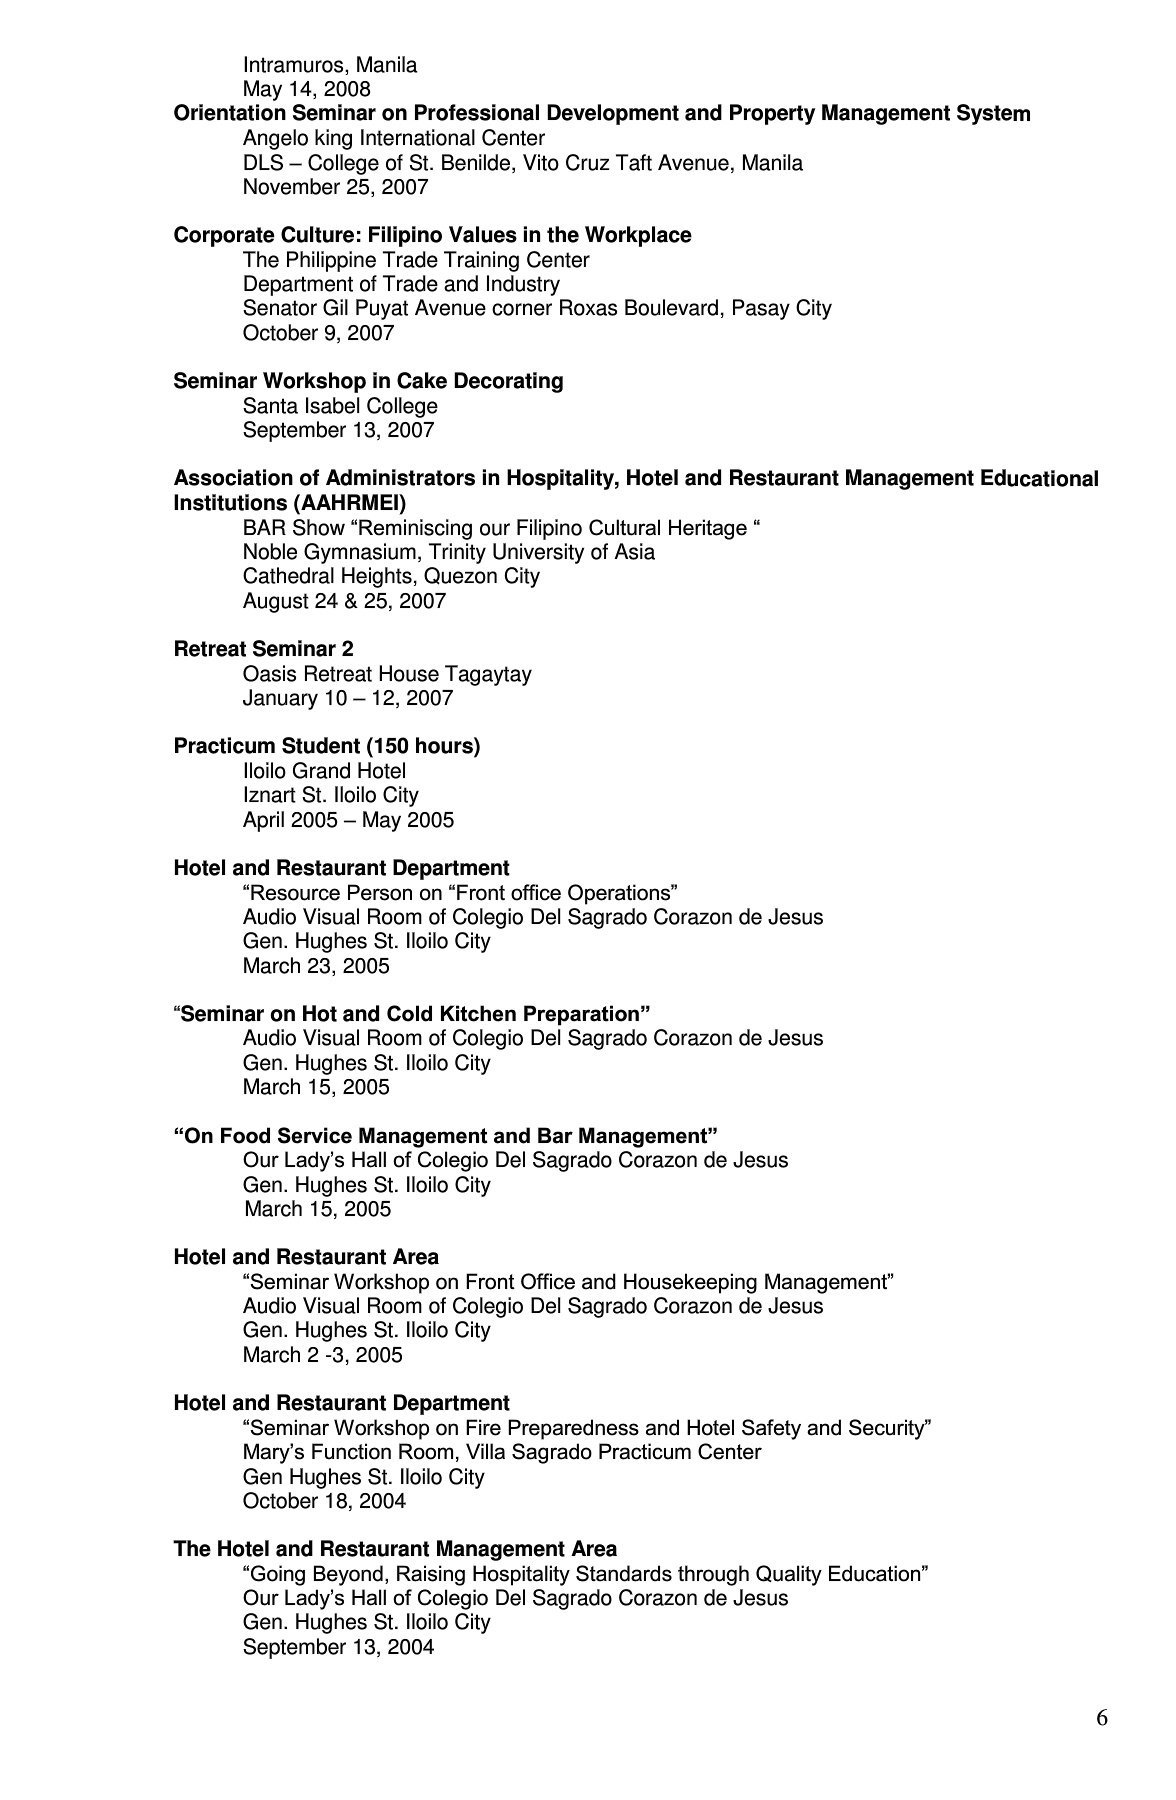 Intramuros, Manila
May 14, 2008
Orientation Seminar on Professional Development and Property Management System
Angelo king International Center
DLS – College of St. Benilde, Vito Cruz Taft Avenue, Manila
November 25, 2007
Corporate Culture: Filipino Values in the Workplace
The Philippine Trade Training Center
Department of Trade and Industry
Senator Gil Puyat Avenue corner Roxas Boulevard, Pasay City
October 9, 2007
Seminar Workshop in Cake Decorating
Santa Isabel College
September 13, 2007
Association of Administrators in Hospitality, Hotel and Restaurant Management Educational
Institutions (AAHRMEI)
BAR Show “Reminiscing our Filipino Cultural Heritage “
Noble Gymnasium, Trinity University of Asia
Cathedral Heights, Quezon City
August 24 & 25, 2007
Retreat Seminar 2
Oasis Retreat House Tagaytay
January 10 – 12, 2007
Practicum Student (150 hours)
Iloilo Grand Hotel
Iznart St. Iloilo City
April 2005 – May 2005
Hotel and Restaurant Department
“Resource Person on “Front office Operations”
Audio Visual Room of Colegio Del Sagrado Corazon de Jesus
Gen. Hughes St. Iloilo City
March 23, 2005
“Seminar on Hot and Cold Kitchen Preparation”
Audio Visual Room of Colegio Del Sagrado Corazon de Jesus
Gen. Hughes St. Iloilo City
March 15, 2005
“On Food Service Management and Bar Management”
Our Lady’s Hall of Colegio Del Sagrado Corazon de Jesus
Gen. Hughes St. Iloilo City
March 15, 2005
Hotel and Restaurant Area
“Seminar Workshop on Front Office and Housekeeping Management”
Audio Visual Room of Colegio Del Sagrado Corazon de Jesus
Gen. Hughes St. Iloilo City
March 2 -3, 2005
Hotel and Restaurant Department
“Seminar Workshop on Fire Preparedness and Hotel Safety and Security”
Mary’s Function Room, Villa Sagrado Practicum Center
Gen Hughes St. Iloilo City
October 18, 2004
The Hotel and Restaurant Management Area
“Going Beyond, Raising Hospitality Standards through Quality Education”
Our Lady’s Hall of Colegio Del Sagrado Corazon de Jesus
Gen. Hughes St. Iloilo City
September 13, 2004
6